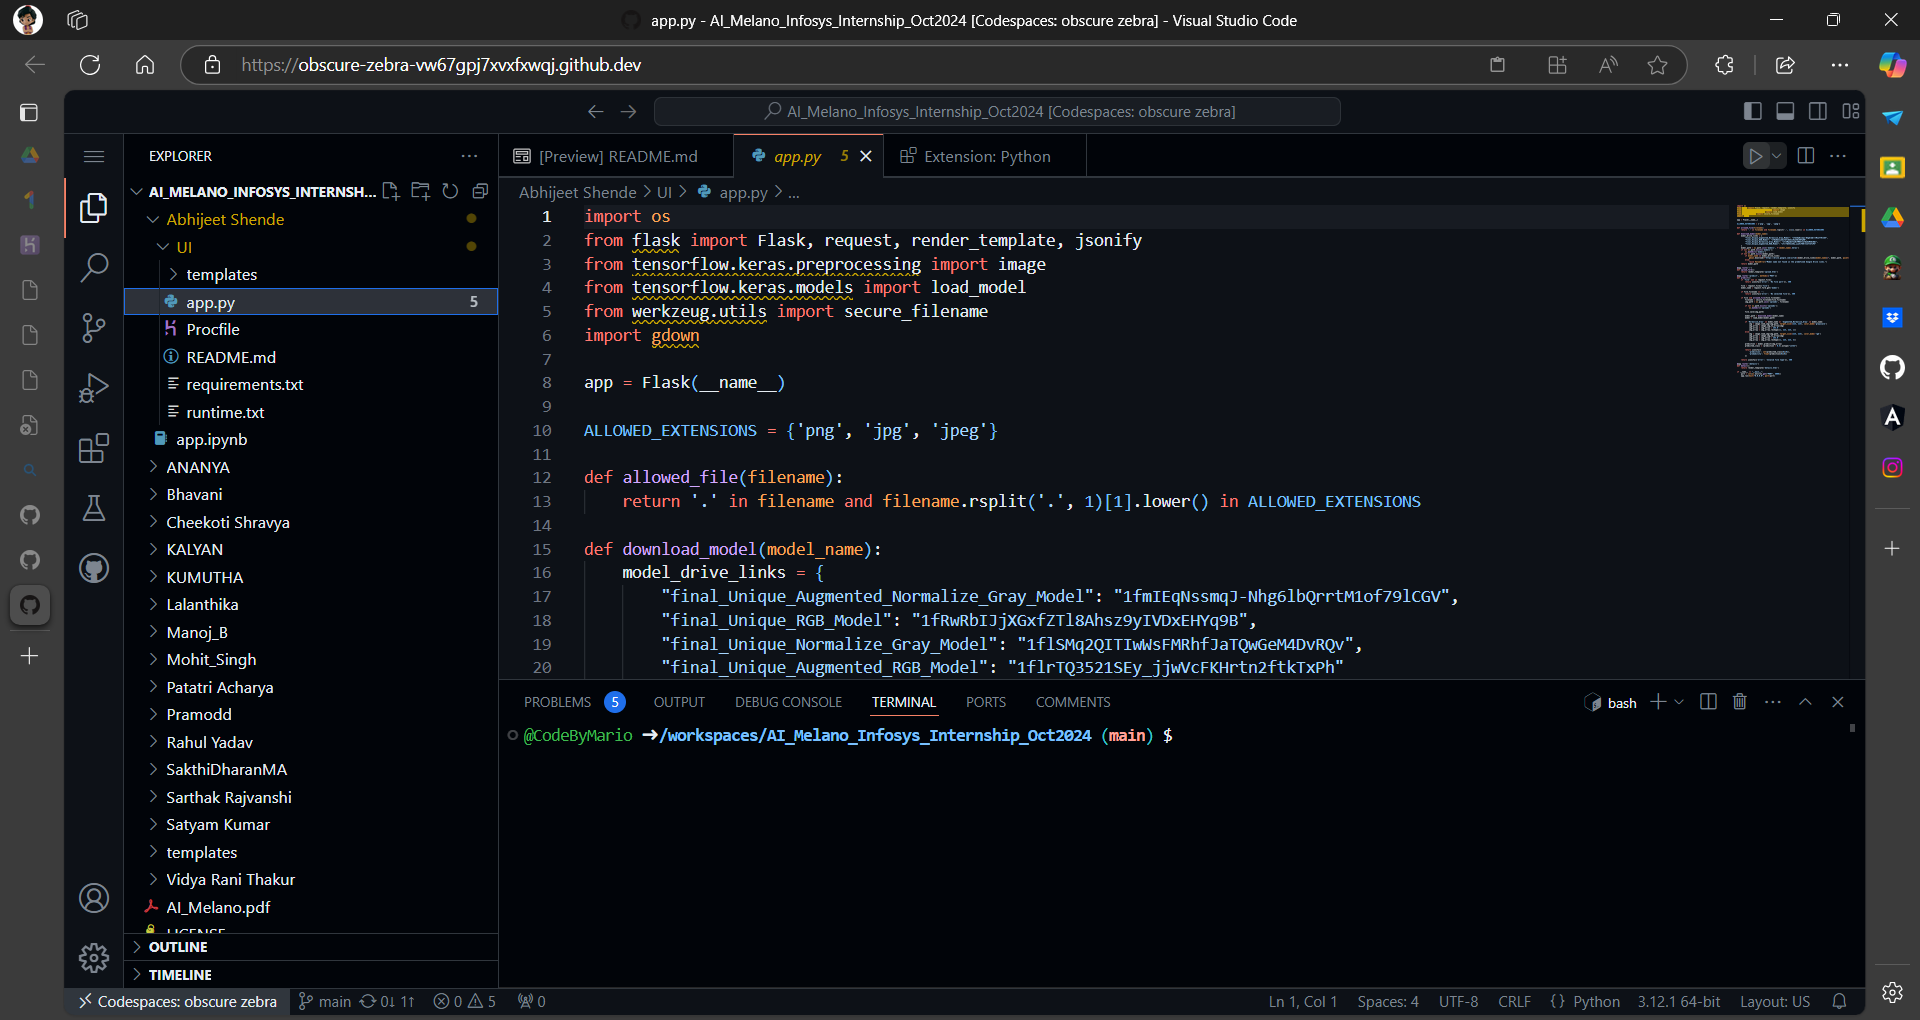 app.py - AI_Melano_Infosys_Internship_Oct2024 [Codespaces: obscure zebra] - Visual Studio Code
https://obscure-zebra-vw67gpj7xvxfxwqj.github.dev
AI_Melano_Infosys_Internship_Oct2024 [Codespaces: obscure zebra]
EXPLORER
AI_MELANO_INFOSYS_INTERNSH...
Abhijeet Shende
UI
templates
app.py 5
Procfile
README.md
requirements.txt
runtime.txt
app.ipynb
ANANYA
Bhavani
Cheekoti Shravya
KALYAN
KUMUTHA
Lalanthika
Manoj_B
Mohit_Singh
Patatri Acharya
Pramodd
Rahul Yadav
SakthiDharanMA
Sarthak Rajvanshi
Satyam Kumar
templates
Vidya Rani Thakur
AI_Melano.pdf
LICENSE
OUTLINE
TIMELINE
[Preview] README.md
app.py 5
Extension: Python
Abhijeet Shende > UI > app.py > ...
1 import os
2 from flask import Flask, request, render_template, jsonify
3 from tensorflow.keras.preprocessing import image
4 from tensorflow.keras.models import load_model
5 from werkzeug.utils import secure_filename
6 import gdown
7
8 app = Flask(__name__)
9
10 ALLOWED_EXTENSIONS = {'png', 'jpg', 'jpeg'}
11
12 def allowed_file(filename):
13 return '.' in filename and filename.rsplit('.', 1)[1].lower() in ALLOWED_EXTENSIONS
14
15 def download_model(model_name):
16 model_drive_links = {
17 "final_Unique_Augmented_Normalize_Gray_Model": "1fmIEqNssmqJ-Nhg6lbQrrtM1of79lCGV",
18 "final_Unique_RGB_Model": "1fRwRbIJjXGxfZTl8Ahsz9yIVDxEHYq9B",
19 "final_Unique_Normalize_Gray_Model": "1flSMq2QITIwWsFMRhfJaTQwGeM4DvRQv",
20 "final_Unique_Augmented_RGB_Model": "1flrTQ3521SEy_jjwVcFKHrtn2ftkTxPh"
PROBLEMS 5 OUTPUT DEBUG CONSOLE TERMINAL PORTS COMMENTS
bash
@CodeByMario →/workspaces/AI_Melano_Infosys_Internship_Oct2024 (main) $
Codespaces: obscure zebra main 0↓ 1↑ 0 5 0
Ln 1, Col 1 Spaces: 4 UTF-8 CRLF {} Python 3.12.1 64-bit Layout: US